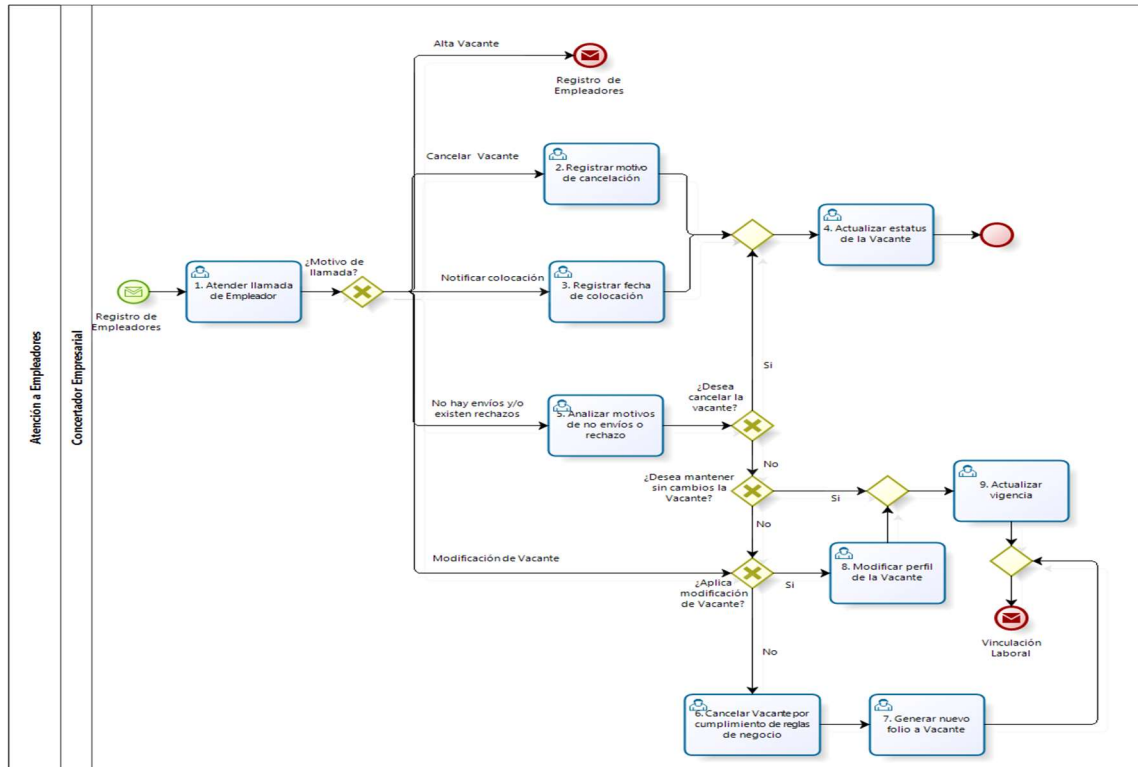 Atención a Empleadores
Concertador Empresarial
Registro de
Empleadores
1. Atender llamada
de Empleador
¿Motivo de
llamada?
Alta Vacante
Registro de
Empleadores
Cancelar Vacante
2. Registrar motivo
de cancelación
Notificar colocación
3. Registrar fecha
de colocación
4. Actualizar estatus
de la Vacante
No hay envíos y/o
existen rechazos
5. Analizar motivos
de no envíos o
rechazo
¿Desea
cancelar la
vacante?
Si
No
¿Desea mantener
sin cambios la
Vacante?
Si
No
9. Actualizar
vigencia
Modificación de Vacante
¿Aplica
modificación
de Vacante?
Si
8. Modificar perfil
de la Vacante
No
Vinculación
Laboral
6. Cancelar Vacante por
cumplimiento de reglas
de negocio
7. Generar nuevo
folio a Vacante